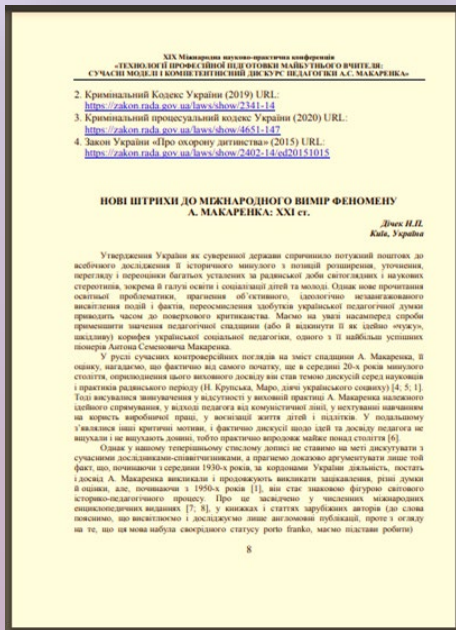 XIX Міжнародна науково-практична конференція
«ТЕХНОЛОГІЇ ПРОФЕСІЙНОЇ ПІДГОТОВКИ МАЙБУТНЬОГО ВЧИТЕЛЯ:
СУЧАСНІ МОДЕЛІ І КОМПЕТЕНТНІСНИЙ ДИСКУРС ПЕДАГОГІКИ А.С. МАКАРЕНКА»
2. Кримінальний Кодекс України (2019) URL:
https://zakon.rada.gov.ua/laws/show/2341-14
3. Кримінальний процесуальний кодекс України (2020) URL:
https://zakon.rada.gov.ua/laws/show/4651-147
4. Закон України «Про охорону дитинства» (2015) URL:
https://zakon.rada.gov.ua/laws/show/2402-14/ed20151015
НОВІ ШТРИХИ ДО МІЖНАРОДНОГО ВИМІР ФЕНОМЕНУ
А. МАКАРЕНКА: XXI ст.
Дічек Н.П.
Київ, Україна
Утвердження України як суверенної держави спричинило потужний поштовх до
всебічного дослідження її історичного минулого з позицій розширення, уточнення,
перегляду і переоцінки багатьох усталених за радянської доби світоглядних і наукових
стереотипів, зокрема й галузі освіти і соціалізації дітей та молоді. Однак нове прочитання
освітньої проблематики, прагнення об'єктивного, ідеологічно незаангажованого
висвітлення подій і фактів, переосмислення здобутків української педагогічної думки
приводить часом до поверхового критиканства. Маємо на увазі насамперед спроби
применшити значення педагогічної спадщини (або й відкинути її як ідейно «чужу»,
шкідливу) корифея української соціальної педагогіки, одного з її найбільш успішних
піонерів Антона Семеновича Макаренка.
У руслі сучасних контроверсійних поглядів на зміст спадщини А. Макаренка, її
оцінку, нагадаємо, що фактично від самого початку, ще в середині 20-х років минулого
століття, оприлюднення цього виховного досвіду він став темою дискусій серед науковців
і практиків радянського періоду (Н. Крупська, Маро, діячі українського соцвиху) [4; 5; 1].
Тоді висувалися звинувачення у відсутності у виховній практиці А. Макаренка належного
ідейного спрямування, у відході педагога від комуністичної лінії, у нехтуванні навчанням
на користь виробничої праці, у воєнізації життя дітей і підлітків. У подальшому
з'являлися інші критичні мотиви, і фактично дискусії щодо ідей та досвіду педагога не
вщухали і не вщухають донині, тобто практично впродовж майже понад століття [6].
Однак у нашому теперішньому стислому дописі не ставимо на меті дискутувати з
сучасними дослідниками-співвітчизниками, а прагнемо доказово аргументувати лише той
факт, що, починаючи з середини 1930-х років, за кордонами України діяльність, постать
і досвід А. Макаренка викликали і продовжують викликати зацікавлення, різні думки
й оцінки, але, починаючи з 1950-х років [1], він стає знаковою фігурою світового
історико-педагогічного процесу. Про це засвідчено у численних міжнародних
енциклопедичних виданнях [7; 8], у книжках і статтях зарубіжних авторів (до слова
пояснимо, що висвітлюємо і досліджуємо лише англомовні публікації, проте з огляду
на те, що ця мова набула своєрідного статусу porto franko, маємо підстави робити)
8